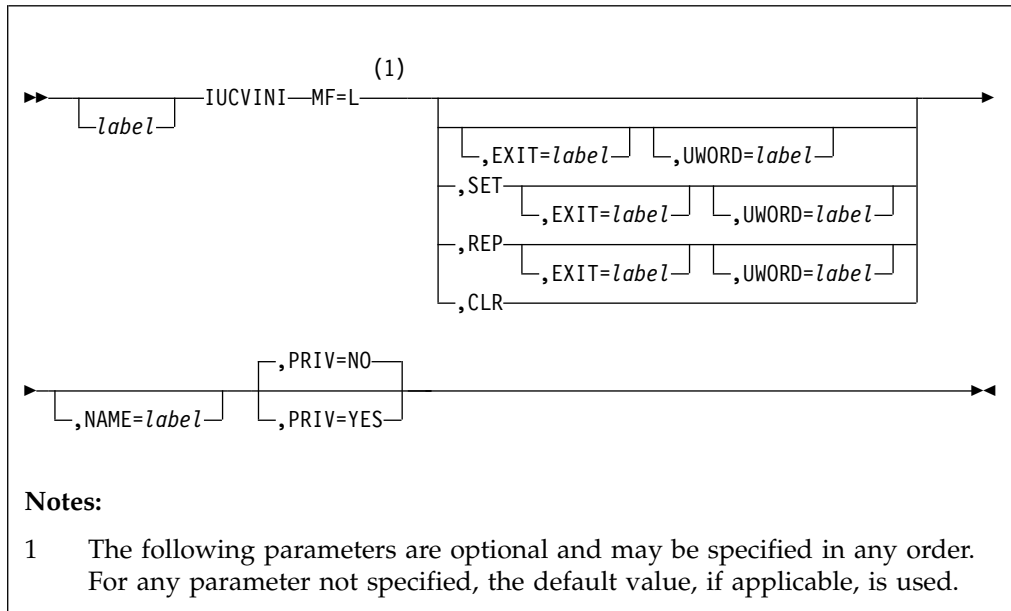 (1)
IUCVINI MF=L
label
,EXIT=label ,UWORD=label
,SET
,EXIT=label ,UWORD=label
,REP
,EXIT=label ,UWORD=label
,CLR
,PRIV=NO
,NAME=label ,PRIV=YES
Notes:
1 The following parameters are optional and may be specified in any order.
For any parameter not specified, the default value, if applicable, is used.